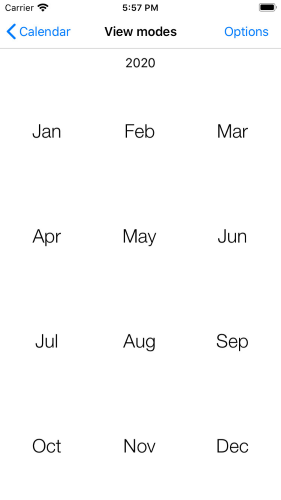 Carrier 5:57 PM
Calendar View modes Options
2020
Jan Feb Mar
Apr May Jun
Jul Aug Sep
Oct Nov Dec